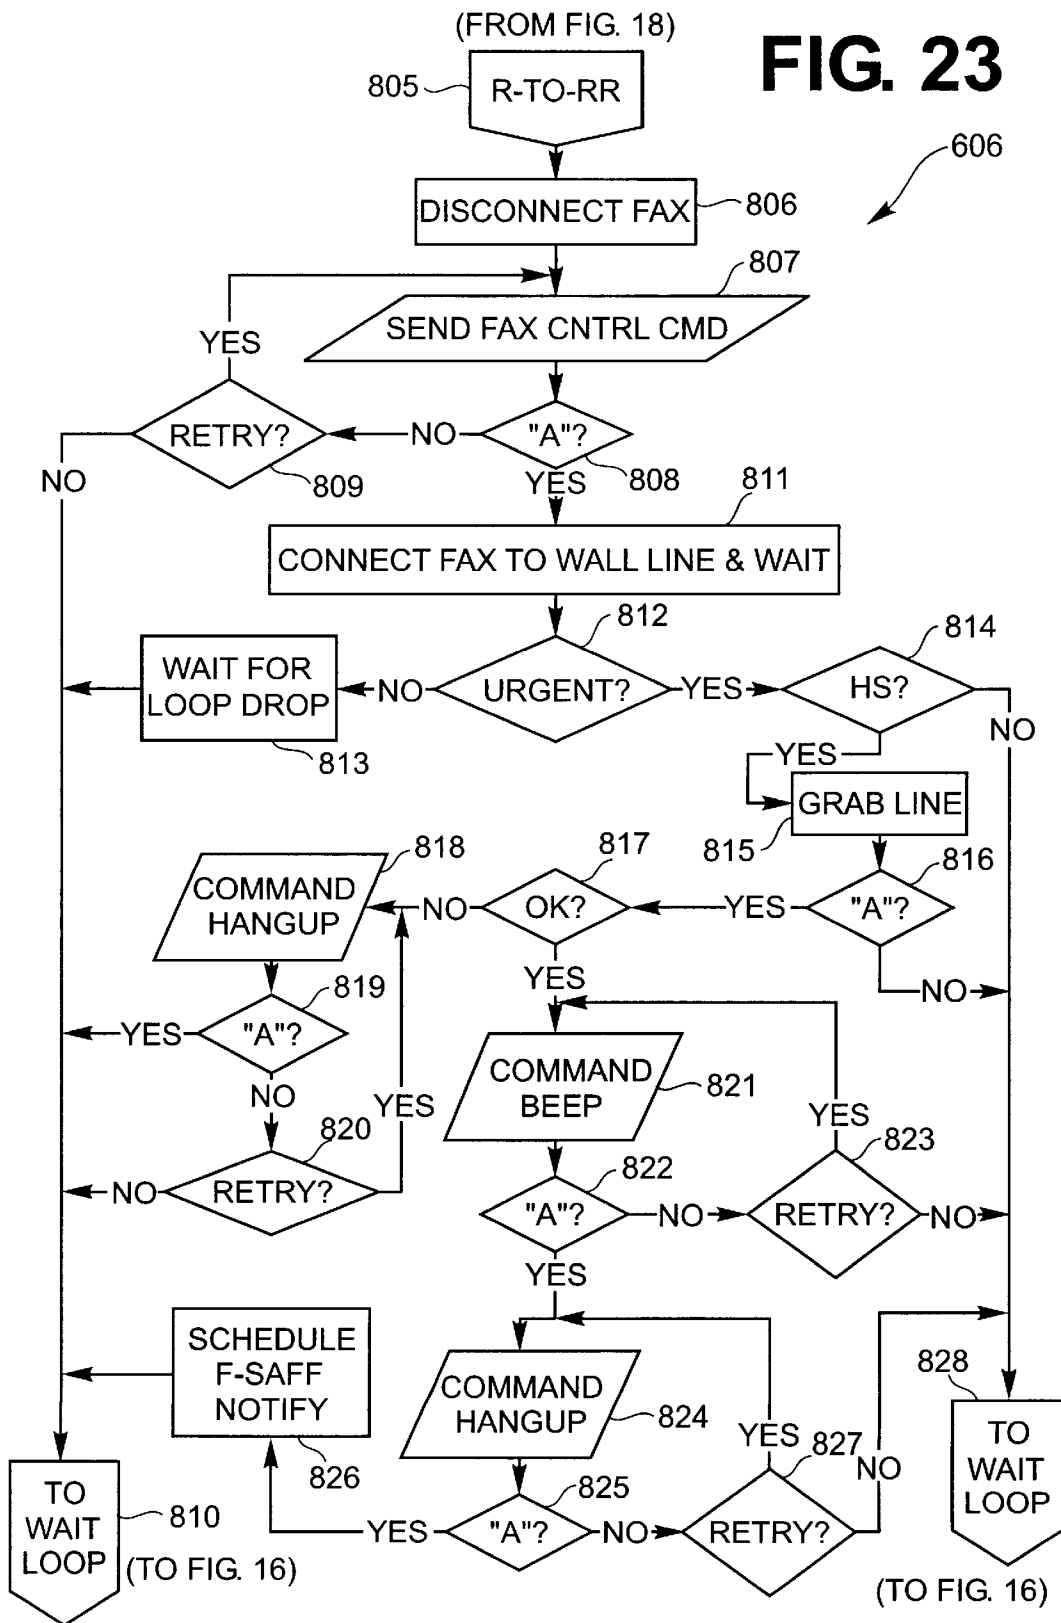 (FROM FIG. 18)
FIG. 23
805
R-TO-RR
606
DISCONNECT FAX
806
807
SEND FAX CNTRL CMD
YES
RETRY?
NO
"A"?
NO
809
YES
808
811
CONNECT FAX TO WALL LINE & WAIT
812
814
WAIT FOR
LOOP DROP
NO
URGENT?
YES
HS?
NO
813
YES
GRAB LINE
815
818
817
816
COMMAND
HANGUP
NO
OK?
YES
"A"?
YES
NO
819
YES
"A"?
COMMAND
BEEP
821
NO
YES
YES
820
823
NO
RETRY?
822
"A"?
NO
RETRY?
NO
YES
SCHEDULE
F-SAFF
NOTIFY
828
COMMAND
HANGUP
824
YES
827
826
NO
TO
WAIT
LOOP
TO
WAIT
LOOP
810
825
YES
"A"?
NO
RETRY?
(TO FIG. 16)
(TO FIG. 16)